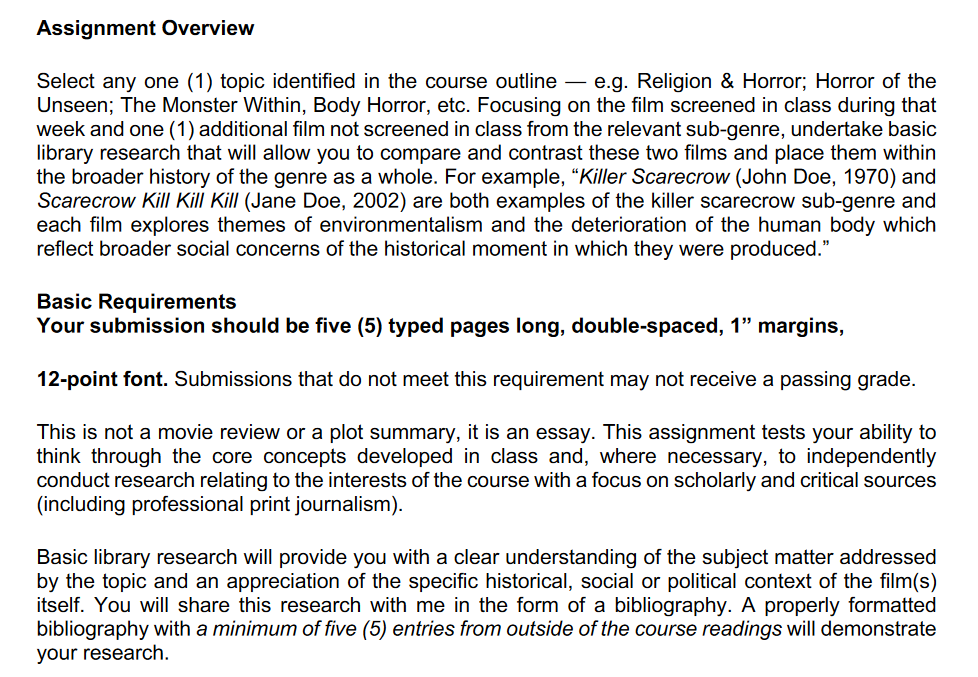 Assignment Overview
Select any one (1) topic identified in the course outline — e.g. Religion & Horror; Horror of the
Unseen; The Monster Within, Body Horror, etc. Focusing on the film screened in class during that
week and one (1) additional film not screened in class from the relevant sub-genre, undertake basic
library research that will allow you to compare and contrast these two films and place them within
the broader history of the genre as a whole. For example, “Killer Scarecrow (John Doe, 1970) and
Scarecrow Kill Kill Kill (Jane Doe, 2002) are both examples of the killer scarecrow sub-genre and
each film explores themes of environmentalism and the deterioration of the human body which
reflect broader social concerns of the historical moment in which they were produced.”
Basic Requirements
Your submission should be five (5) typed pages long, double-spaced, 1” margins,
12-point font. Submissions that do not meet this requirement may not receive a passing grade.
This is not a movie review or a plot summary, it is an essay. This assignment tests your ability to
think through the core concepts developed in class and, where necessary, to independently
conduct research relating to the interests of the course with a focus on scholarly and critical sources
(including professional print journalism).
Basic library research will provide you with a clear understanding of the subject matter addressed
by the topic and an appreciation of the specific historical, social or political context of the film(s)
itself. You will share this research with me in the form of a bibliography. A properly formatted
bibliography with a minimum of five (5) entries from outside of the course readings will demonstrate
your research.